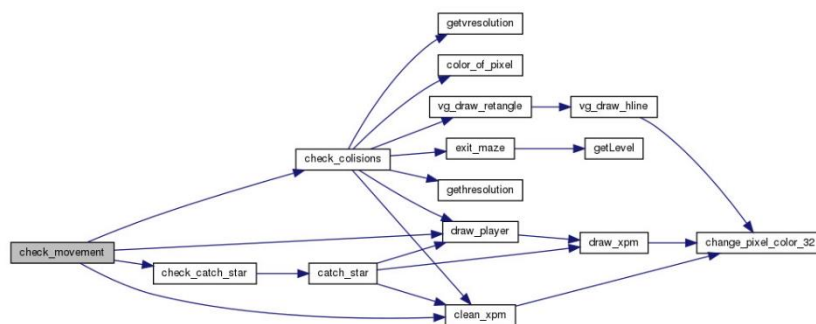 getvresolution
color_of_pixel
vg_draw_retangle
vg_draw_hline
check_colisions
exit_maze
getLevel
gethresolution
draw_player
check_movement
draw_xpm
change_pixel_color_32
check_catch_star
catch_star
clean_xpm